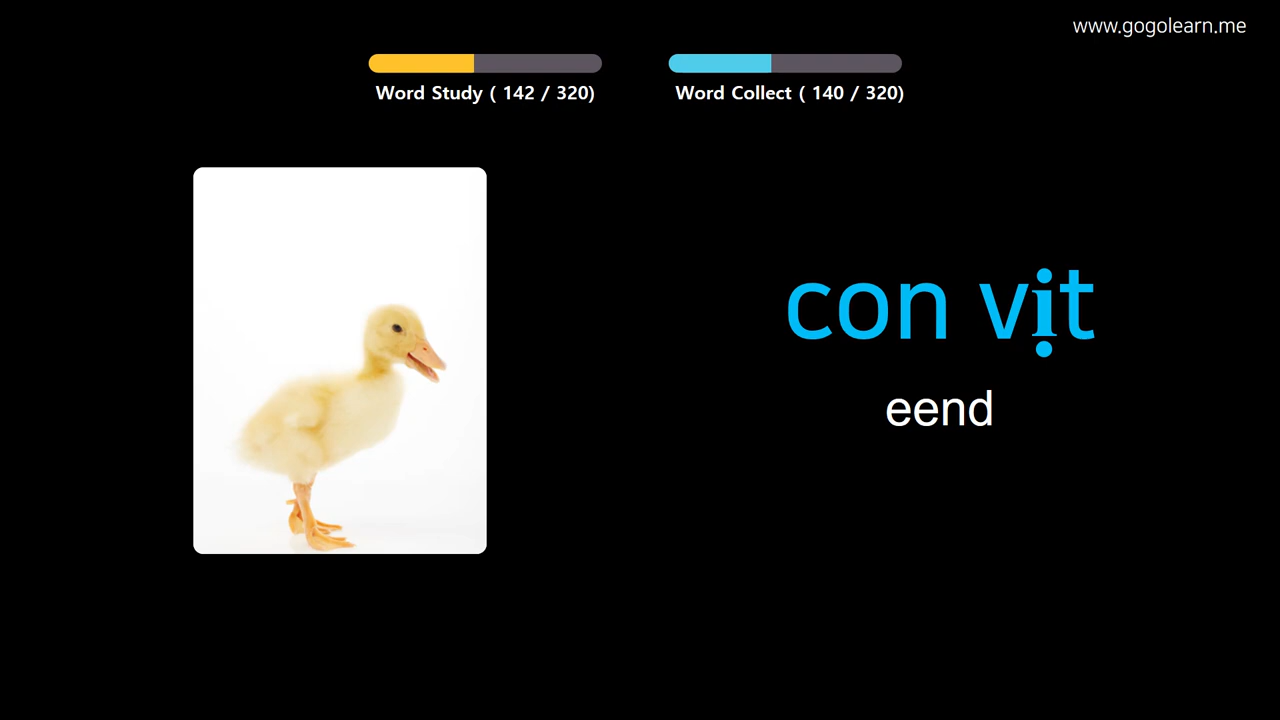 www.gogolearn.me
Word Study ( 142 / 320)
Word Collect ( 140 / 320)
con vịt
eend